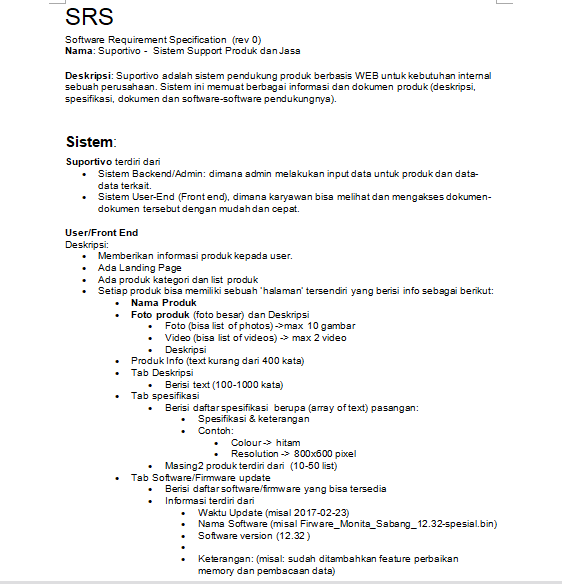 SRS
Software Requirement Specification (rev 0)
Nama: Suportivo - Sistem Support Produk dan Jasa
Deskripsi: Suportivo adalah sistem pendukung produk berbasis WEB untuk kebutuhan internal
sebuah perusahaan. Sistem ini memuat berbagai informasi dan dokumen produk (deskripsi,
spesifikasi, dokumen dan software-software pendukungnya).
Sistem:
Suportivo terdiri dari
• Sistem Backend/Admin: dimana admin melakukan input data untuk produk dan data-
data terkait.
• Sistem User-End (Front end), dimana karyawan bisa melihat dan mengakses dokumen-
dokumen tersebut dengan mudah dan cepat.
User/Front End
Deskripsi:
• Memberikan informasi produk kepada user.
• Ada Landing Page
• Ada produk kategori dan list produk
• Setiap produk bisa memiliki sebuah 'halaman' tersendiri yang berisi info sebagai berikut:
• Nama Produk
• Foto produk (foto besar) dan Deskripsi
• Foto (bisa list of photos) ->max 10 gambar
• Video (bisa list of videos) -> max 2 video
• Deskripsi
• Produk Info (text kurang dari 400 kata)
• Tab Deskripsi
• Berisi text (100-1000 kata)
• Tab spesifikasi
• Berisi daftar spesifikasi berupa (array of text) pasangan:
• Spesifikasi & keterangan
• Contoh:
• Colour -> hitam
• Resolution -> 800x600 pixel
• Masing2 produk terdiri dari (10-50 list)
• Tab Software/Firmware update
• Berisi daftar software/firmware yang bisa tersedia
• Informasi terdiri dari
• Waktu Update (misal 2017-02-23)
• Nama Software (misal Firware_Monita_Sabang_12.32-spesial.bin)
• Software version (12.32 )
•
• Keterangan: (misal: sudah ditambahkan feature perbaikan
memory dan pembacaan data)